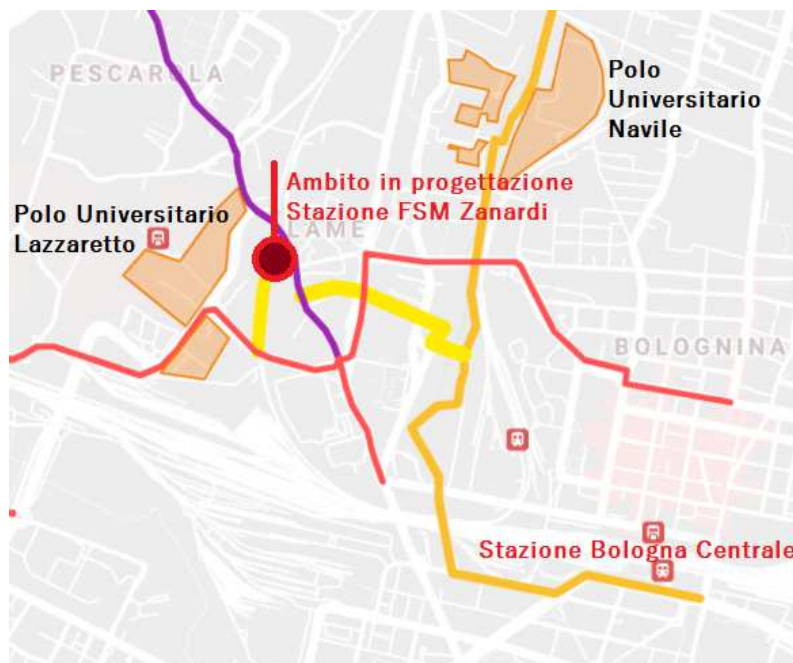 PESCAROLA
Polo
Universitario
Navile
Ambito in progettazione
Stazione FSM Zanardi
Polo Universitario
Lazzaretto
LAME
BOLOGNINA
Stazione Bologna Centrale